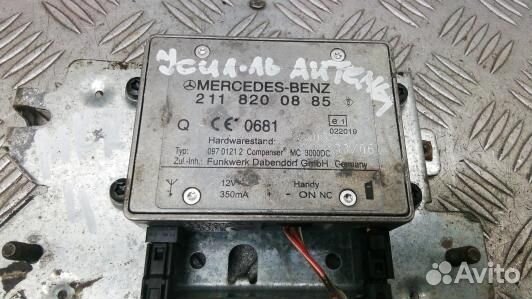 УСИЛ-ЛЬ АНТЕНЫ
MERCEDES-BENZ
211 820 08 85
Q CE 0681 e1
022019
Hardwarestand:
Typ: 097 0121 2 Compenser MC 3000DC
Zul.-Inh.: Funkwerk Dabendorf GmbH, Germany
12V Handy
350mA - ON NC
Avito